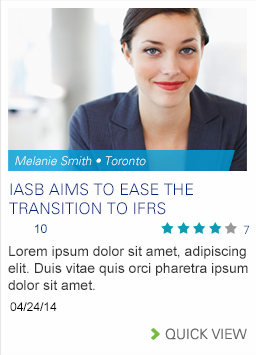 Melanie Smith • Toronto
IASB AIMS TO EASE THE
TRANSITION TO IFRS
10 7
Lorem ipsum dolor sit amet, adipiscing
elit. Duis vitae quis orci pharetra ipsum
dolor sit amet.
04/24/14
QUICK VIEW